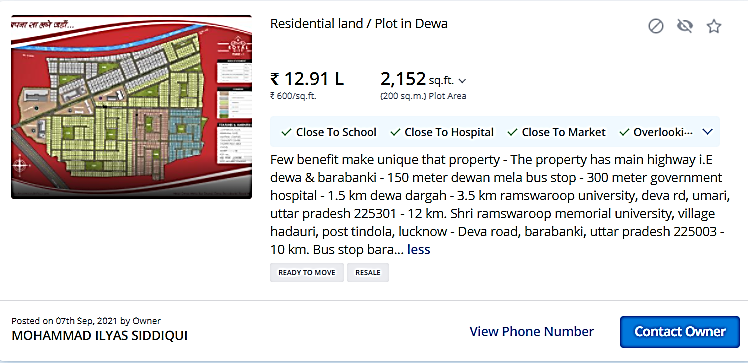 अपना सा लगे जहाँ...
ROYAL
Residential land / Plot in Dewa
₹ 12.91 L
₹ 600/sq.ft.
2,152 sq.ft.
(200 sq.m.) Plot Area
Close To School
Close To Hospital
Close To Market
Overlooki...
Few benefit make unique that property - The property has main highway i.E
dewa & barabanki - 150 meter dewan mela bus stop - 300 meter government
hospital - 1.5 km dewa dargah - 3.5 km ramswaroop university, deva rd, umari,
uttar pradesh 225301 - 12 km. Shri ramswaroop memorial university, village
hadauri, post tindola, lucknow - Deva road, barabanki, uttar pradesh 225003 -
10 km. Bus stop bara... less
READY TO MOVE
RESALE
Posted on 07th Sep, 2021 by Owner
MOHAMMAD ILYAS SIDDIQUI
View Phone Number
Contact Owner